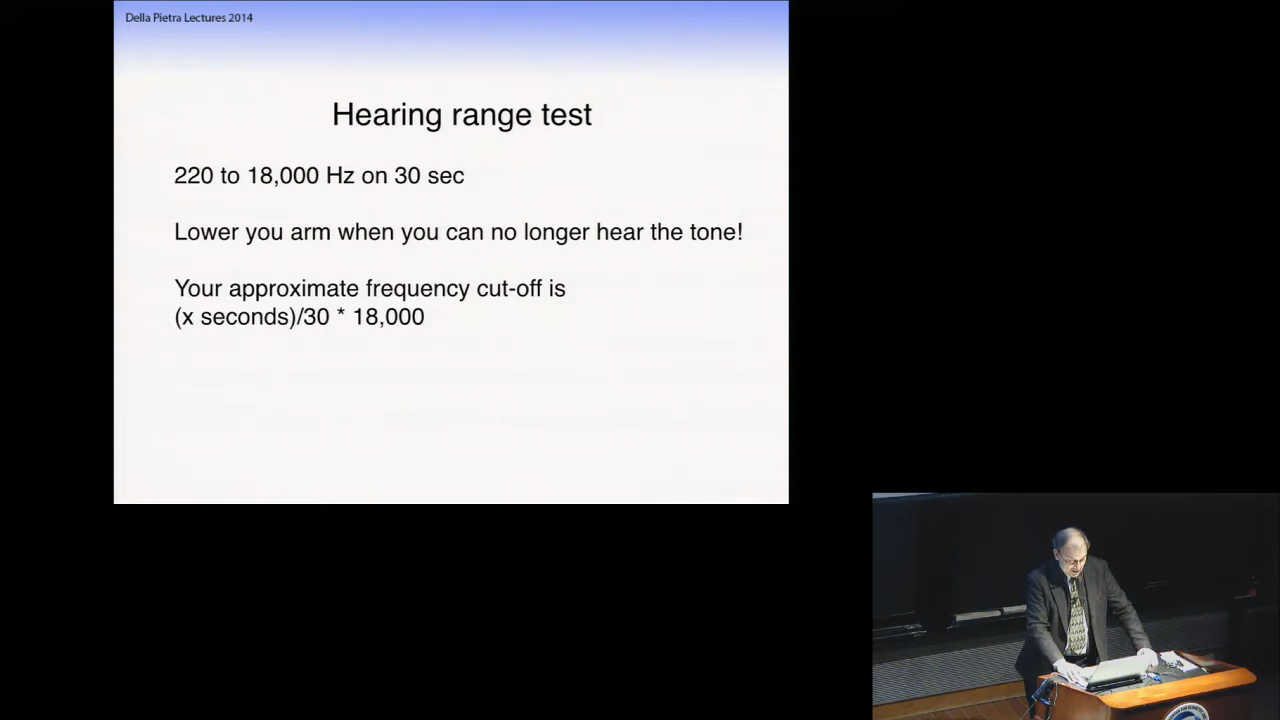 Della Pietra Lectures 2014
Hearing range test
220 to 18,000 Hz on 30 sec
Lower you arm when you can no longer hear the tone!
Your approximate frequency cut-off is
(x seconds)/30 * 18,000